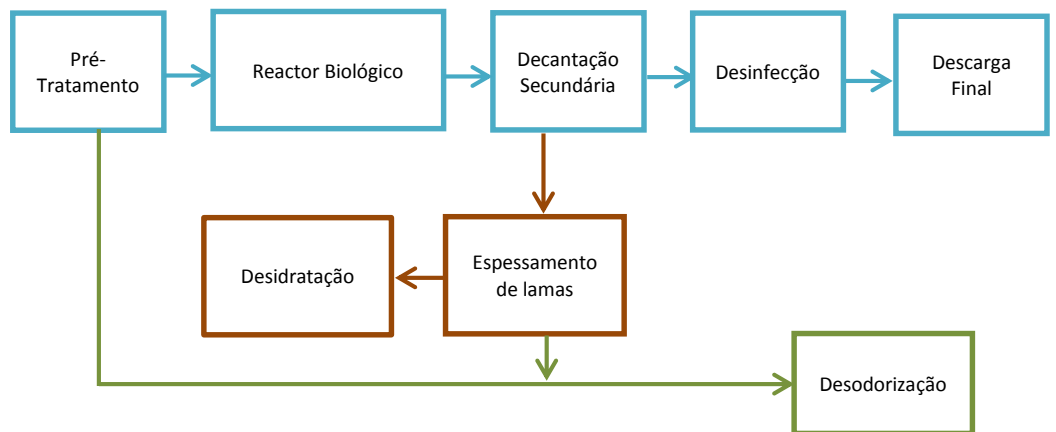 Pré-
Tratamento
Reactor Biológico
Decantação
Secundária
Desinfecção
Descarga
Final
Desidratação
Espessamento
de lamas
Desodorização